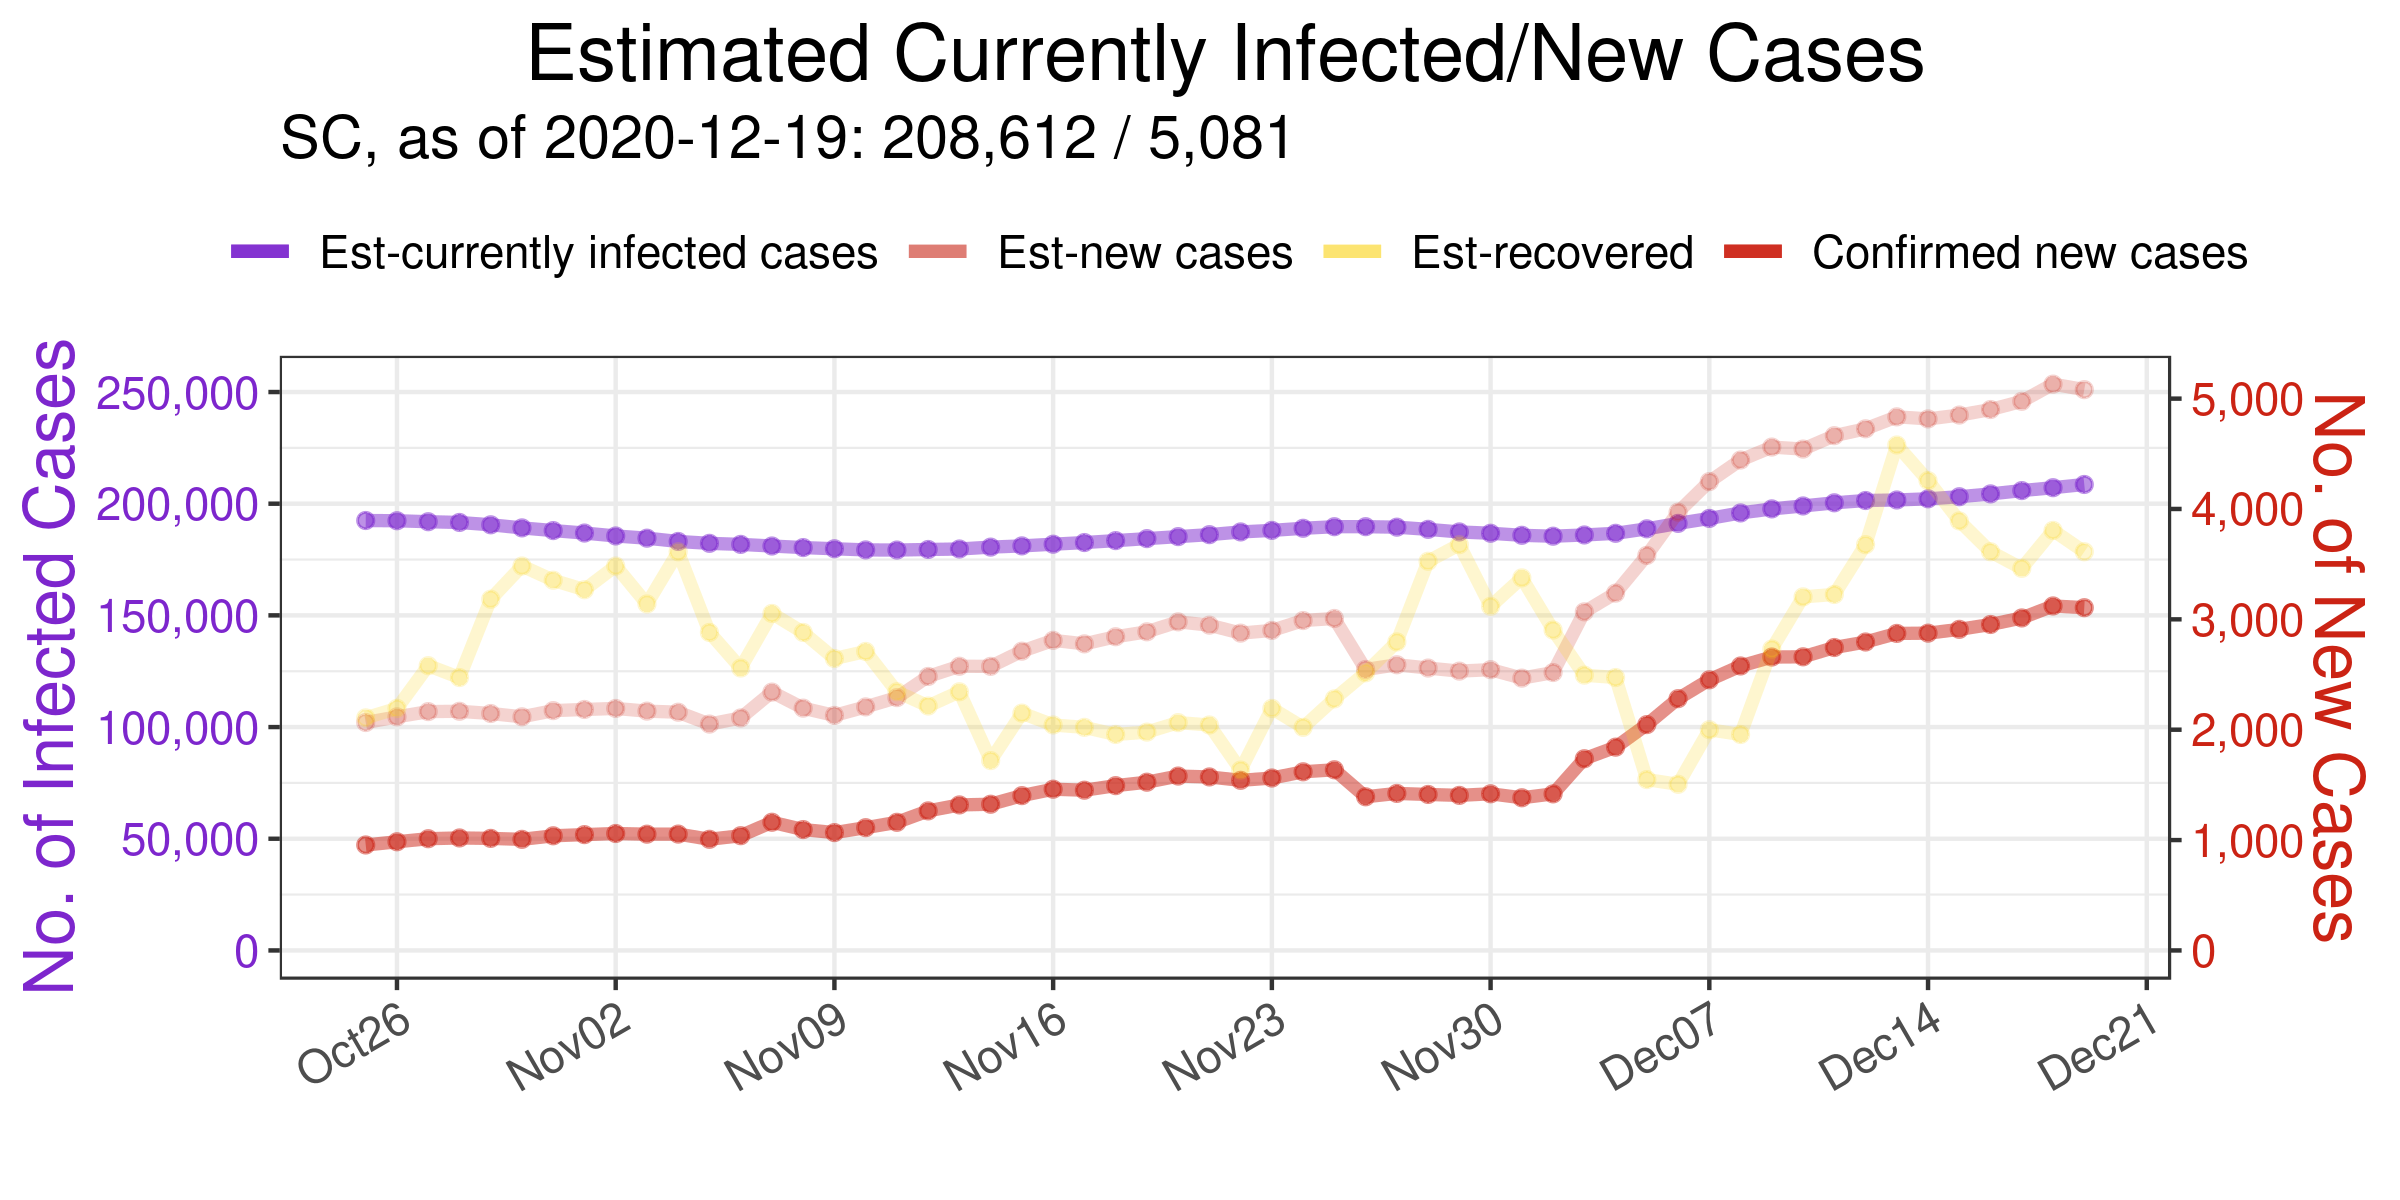 Estimated Currently Infected/New Cases
SC, as of 2020-12-19: 208,612 / 5,081
Est-currently infected cases Est-new cases Est-recovered Confirmed new cases
No. of Infected Cases
250,000
200,000
150,000
100,000
50,000
0
5,000
4,000
3,000
2,000
1,000
0
No. of New Cases
Oct26 Nov02 Nov09 Nov16 Nov23 Nov30 Dec07 Dec14 Dec21